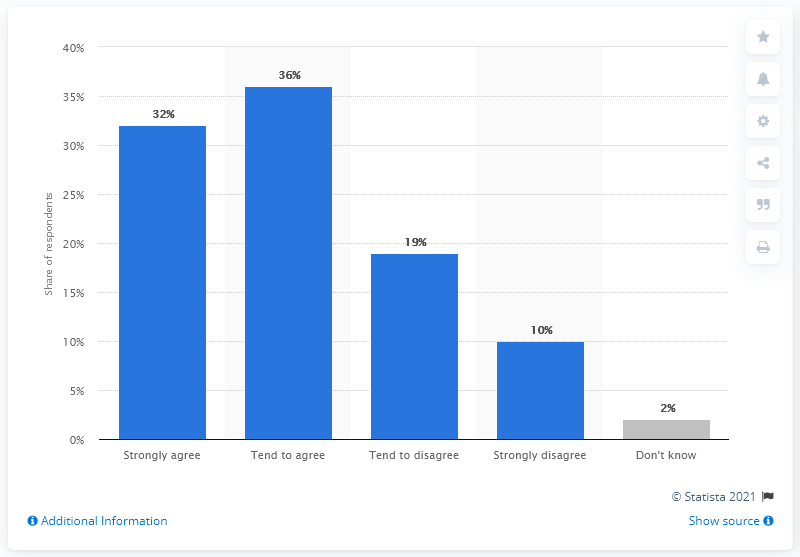 40%
35%
30%
25%
20%
15%
10%
5%
0%
Share of respondents
32%
36%
19%
10%
2%
Strongly agree
Tend to agree
Tend to disagree
Strongly disagree
Don't know
© Statista 2021
Additional Information
Show source